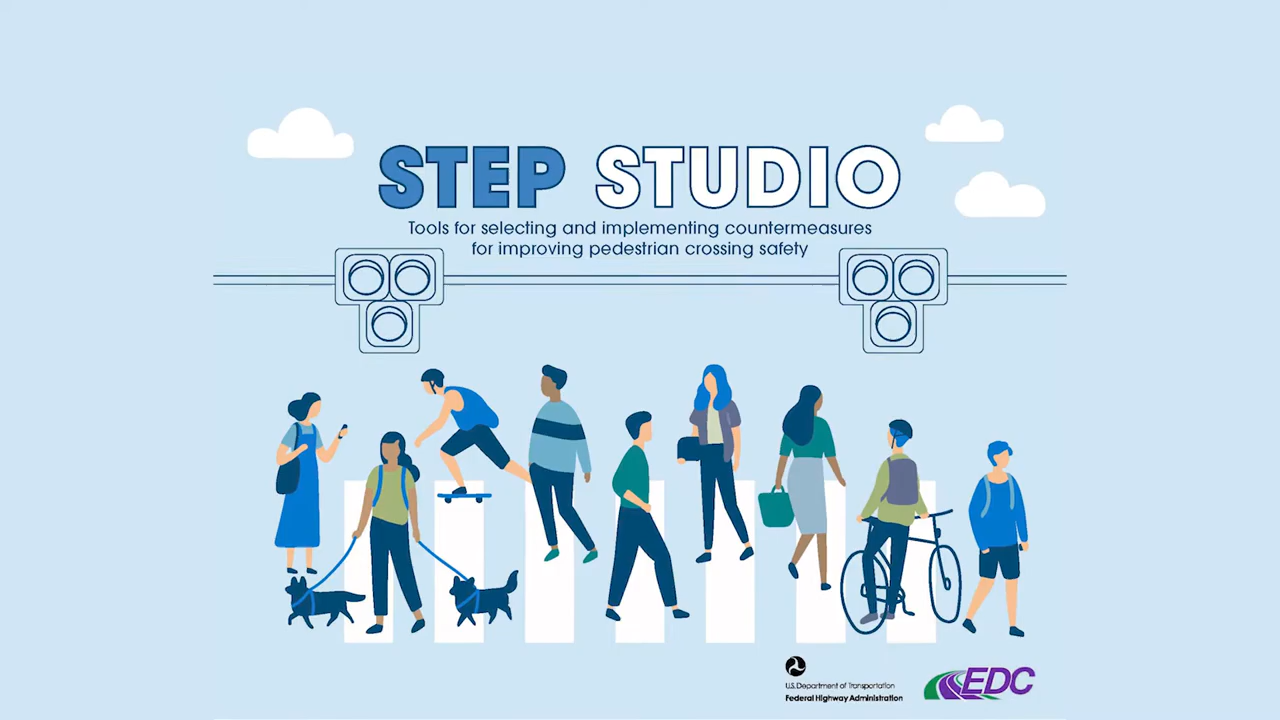 STEP STUDIO
Tools for selecting and implementing countermeasures
for improving pedestrian crossing safety
U.S. Department of Transportation
Federal Highway Administration
EDC